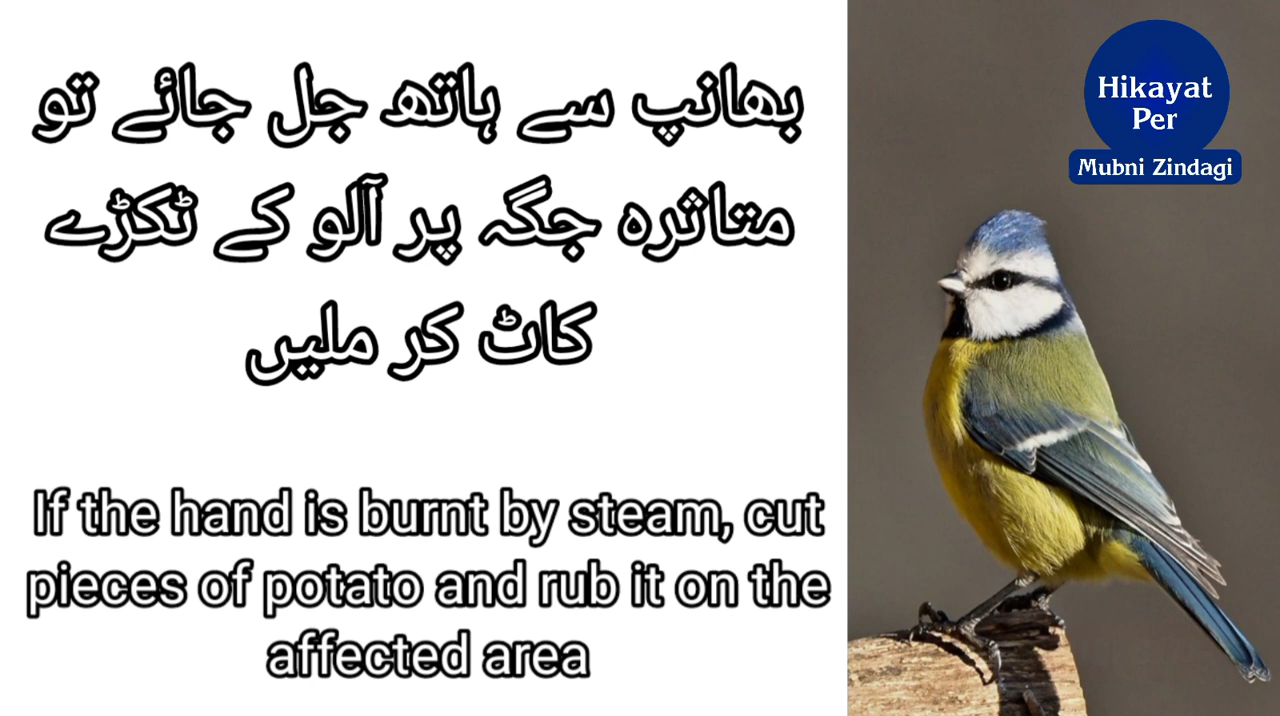 بھانپ سے ہاتھ جل جائے تو
متاثرہ جگہ پر آلو کے ٹکڑے
کاٹ کر ملیں
If the hand is burnt by steam, cut
pieces of potato and rub it on the
affected area
Hikayat
Per
Mubni Zindagi